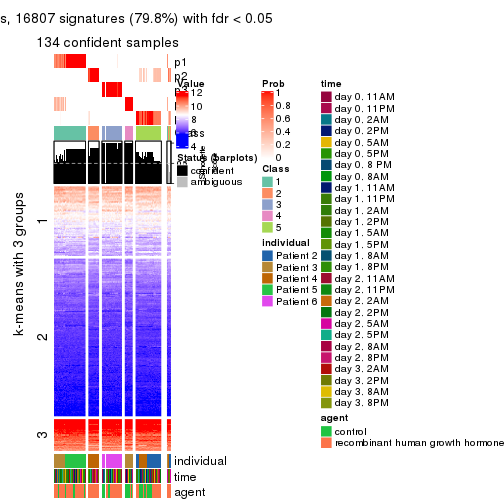 s, 16807 signatures (79.8%) with fdr < 0.05
134 confident samples
p1
p2
p3
k-means with 3 groups
1
2
3
individual
time
agent
Value
12
10
8
6
4
Status (barplots)
confident
ambiguous
Prob
1
0.8
0.6
0.4
0.2
0
Class
1
2
3
4
5
individual
Patient 2
Patient 3
Patient 4
Patient 5
Patient 6
time
day 0. 11AM
day 0. 11PM
day 0. 2AM
day 0. 2PM
day 0. 5AM
day 0. 5PM
day 0. 8 PM
day 0. 8AM
day 1. 11AM
day 1. 11PM
day 1. 2AM
day 1. 2PM
day 1. 5AM
day 1. 5PM
day 1. 8AM
day 1. 8PM
day 2. 11AM
day 2. 11PM
day 2. 2AM
day 2. 2PM
day 2. 5AM
day 2. 5PM
day 2. 8AM
day 2. 8PM
day 3. 2AM
day 3. 2PM
day 3. 8AM
day 3. 8PM
agent
control
recombinant human growth hormone